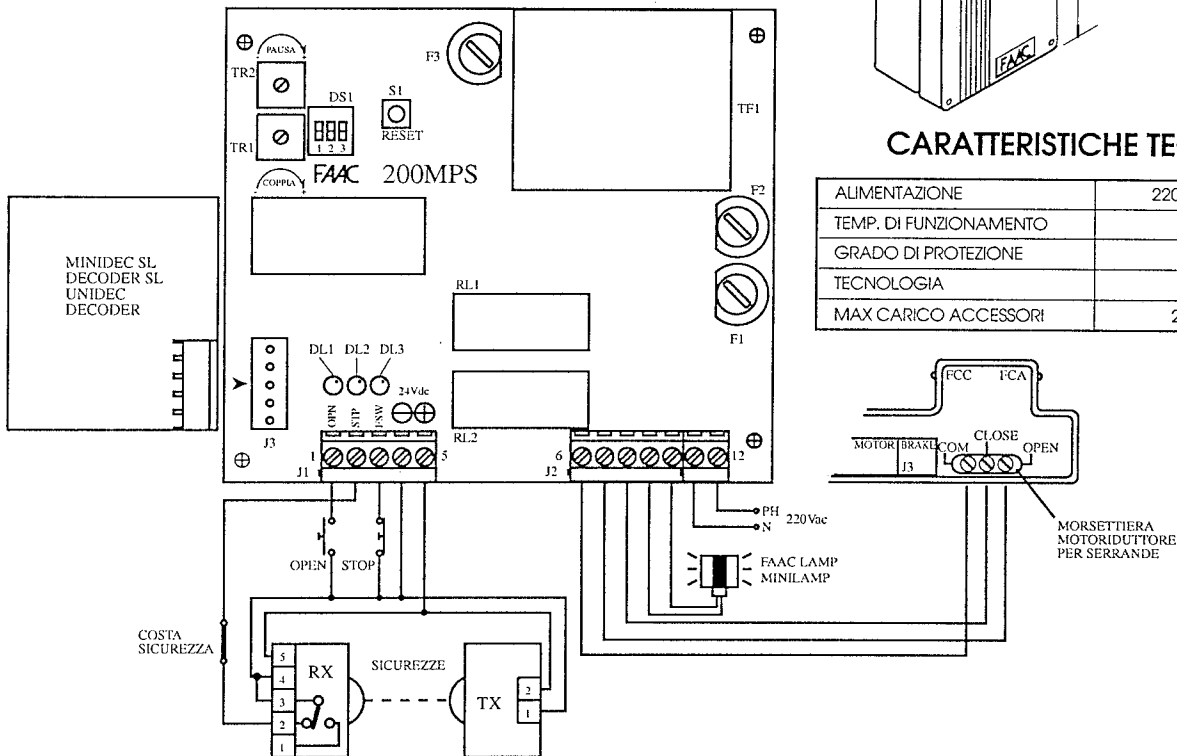 PAUSA
TR2
DS1
S1
RESET
F3
TF1
TR1
1 2 3
FAAC 200MPS
COPPIA
F2
F1
MINIDEC SL
DECODER SL
UNIDEC
DECODER
RL1
RL2
DL1 DL2 DL3
24Vdc
OPN
STP
FSW
J3
1
5
J1
6
J2
12
PH
N
220Vac
OPEN STOP
FAAC LAMP
MINILAMP
COSTA
SICUREZZA
5
4
3
2
1
RX
SICUREZZE
TX
2
1
FAAC
CARATTERISTICHE TE
ALIMENTAZIONE 220
TEMP. DI FUNZIONAMENTO
GRADO DI PROTEZIONE
TECNOLOGIA
MAX CARICO ACCESSORI 2
FCC FCA
MOTOR BRAKE
J3
COM CLOSE OPEN
MORSETTIERA
MOTORIDUTTORE
PER SERRANDE